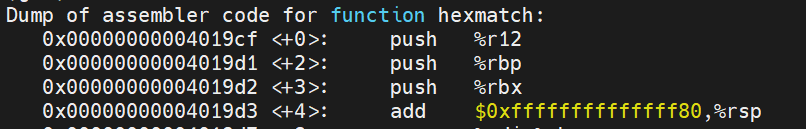 Dump of assembler code for function hexmatch:
0x00000000004019cf <+0>: push %r12
0x00000000004019d1 <+2>: push %rbp
0x00000000004019d2 <+3>: push %rbx
0x00000000004019d3 <+4>: add $0xffffffffffffff80,%rsp